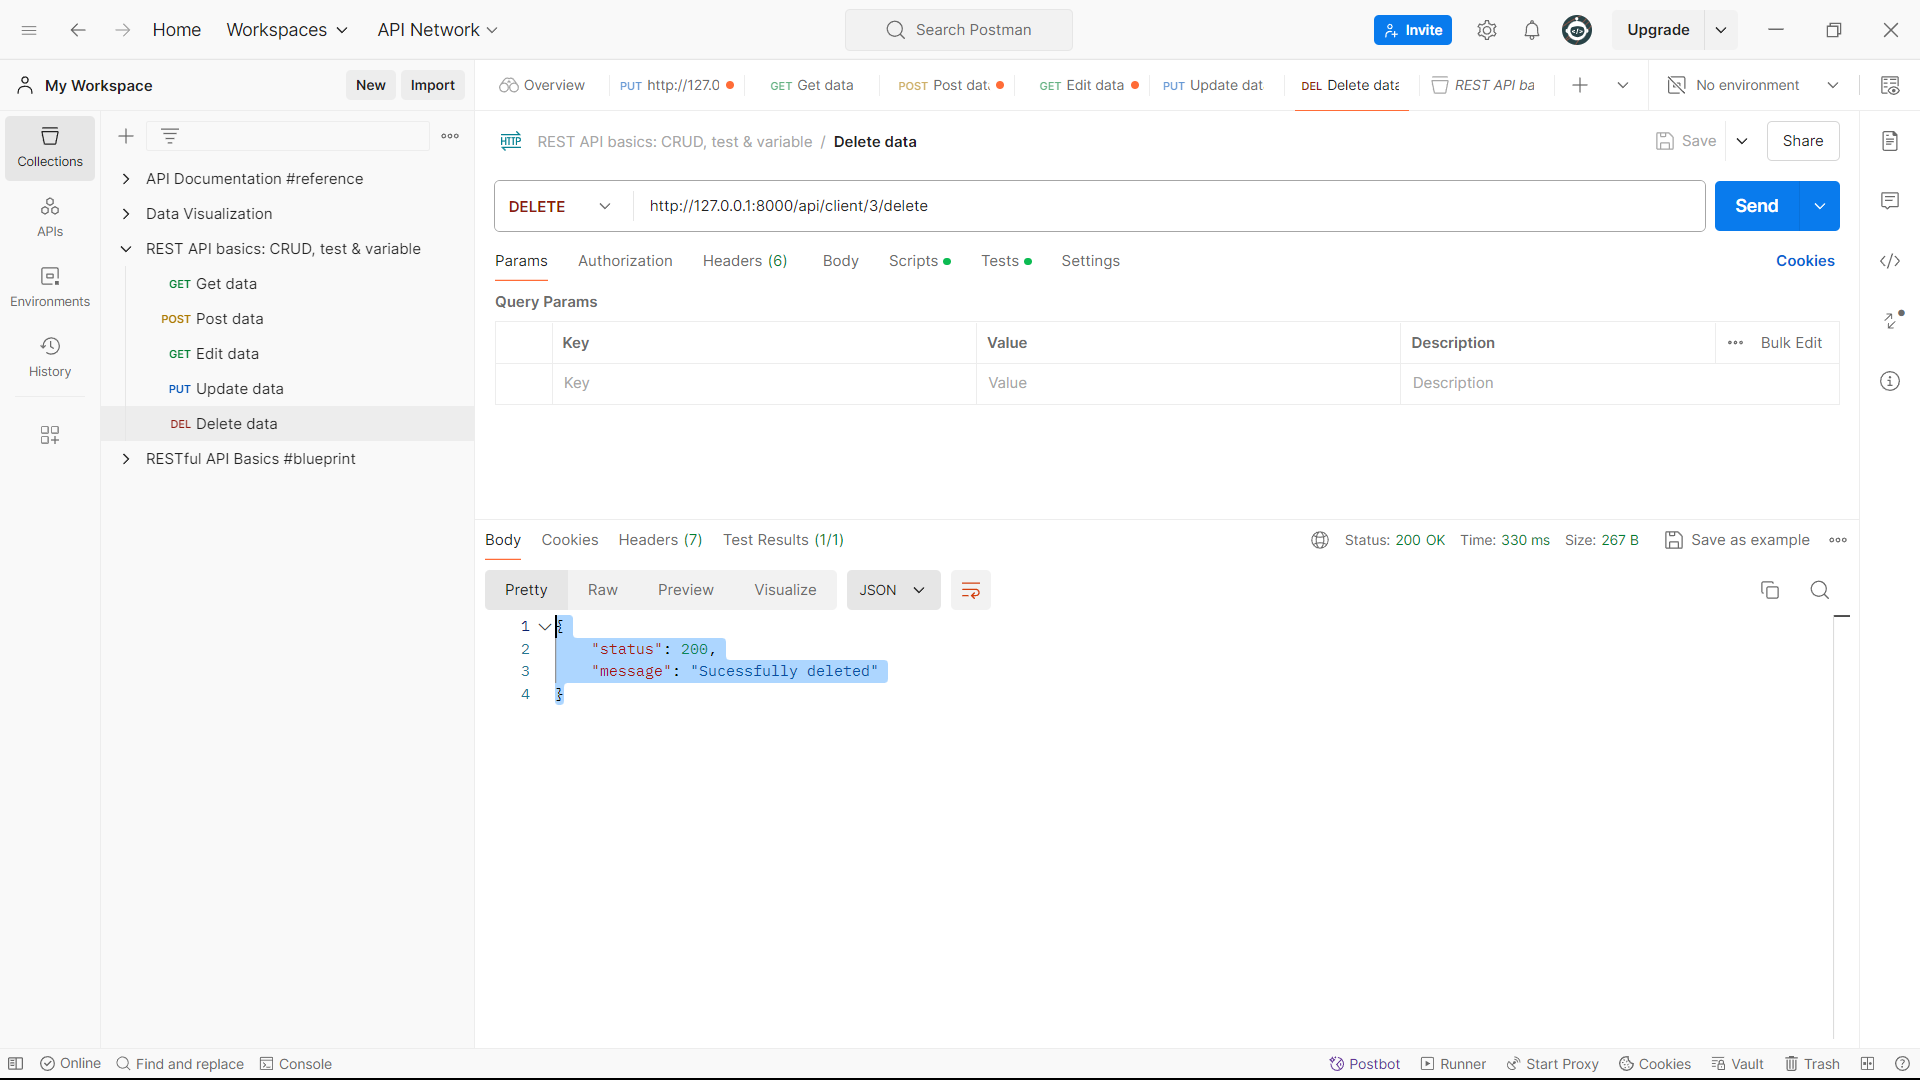 Home Workspaces API Network Search Postman Invite Upgrade
My Workspace New Import Overview PUT http://127.0 GET Get data POST Post dat GET Edit data PUT Update dat DEL Delete data REST API ba No environment
HTTP REST API basics: CRUD, test & variable / Delete data Save Share
Collections
APIs
Environments
History
API Documentation #reference
Data Visualization
REST API basics: CRUD, test & variable
GET Get data
POST Post data
GET Edit data
PUT Update data
DEL Delete data
RESTful API Basics #blueprint
DELETE http://127.0.0.1:8000/api/client/3/delete Send
Params Authorization Headers (6) Body Scripts Tests Settings Cookies
Query Params
Key Value Description Bulk Edit
Key Value Description
Body Cookies Headers (7) Test Results (1/1) Status: 200 OK Time: 330 ms Size: 267 B Save as example
Pretty Raw Preview Visualize JSON
1 {
2 "status": 200,
3 "message": "Sucessfully deleted"
4 }
Online Find and replace Console Postbot Runner Start Proxy Cookies Vault Trash